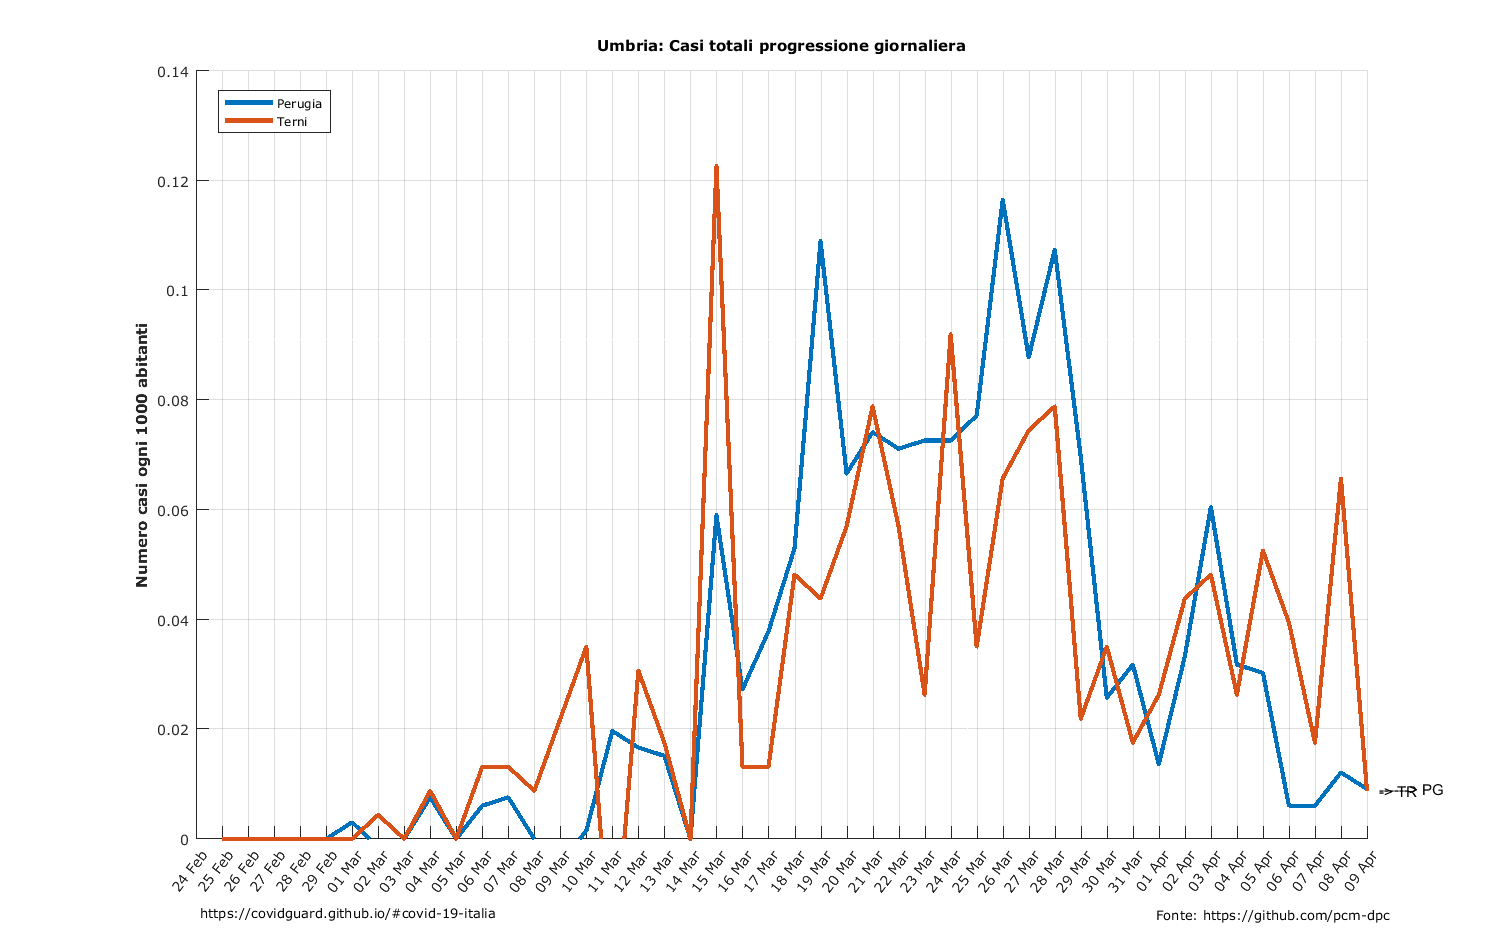 Umbria: Casi totali progressione giornaliera
0.14
0.12
0.1
0.08
0.06
0.04
0.02
0
Numero casi ogni 1000 abitanti
Perugia
Terni
24 Feb
25 Feb
26 Feb
27 Feb
28 Feb
29 Feb
01 Mar
02 Mar
03 Mar
04 Mar
05 Mar
06 Mar
07 Mar
08 Mar
09 Mar
10 Mar
11 Mar
12 Mar
13 Mar
14 Mar
15 Mar
16 Mar
17 Mar
18 Mar
19 Mar
20 Mar
21 Mar
22 Mar
23 Mar
24 Mar
25 Mar
26 Mar
27 Mar
28 Mar
29 Mar
30 Mar
31 Mar
01 Apr
02 Apr
03 Apr
04 Apr
05 Apr
06 Apr
07 Apr
08 Apr
09 Apr
TR PG
https://covidguard.github.io/#covid-19-italia
Fonte: https://github.com/pcm-dpc